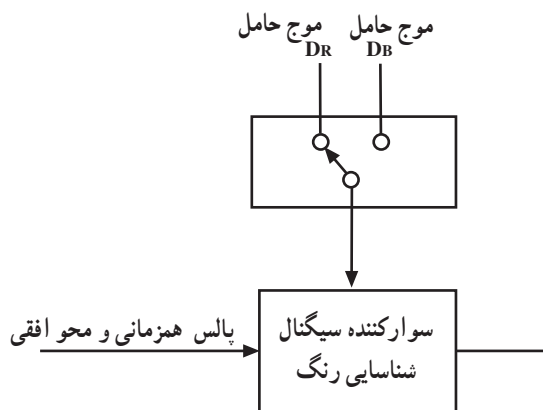 موج حامل
DR
موج حامل
DB
سوارکننده سیگنال
شناسایی رنگ
پالس همزمانی و محو افقی